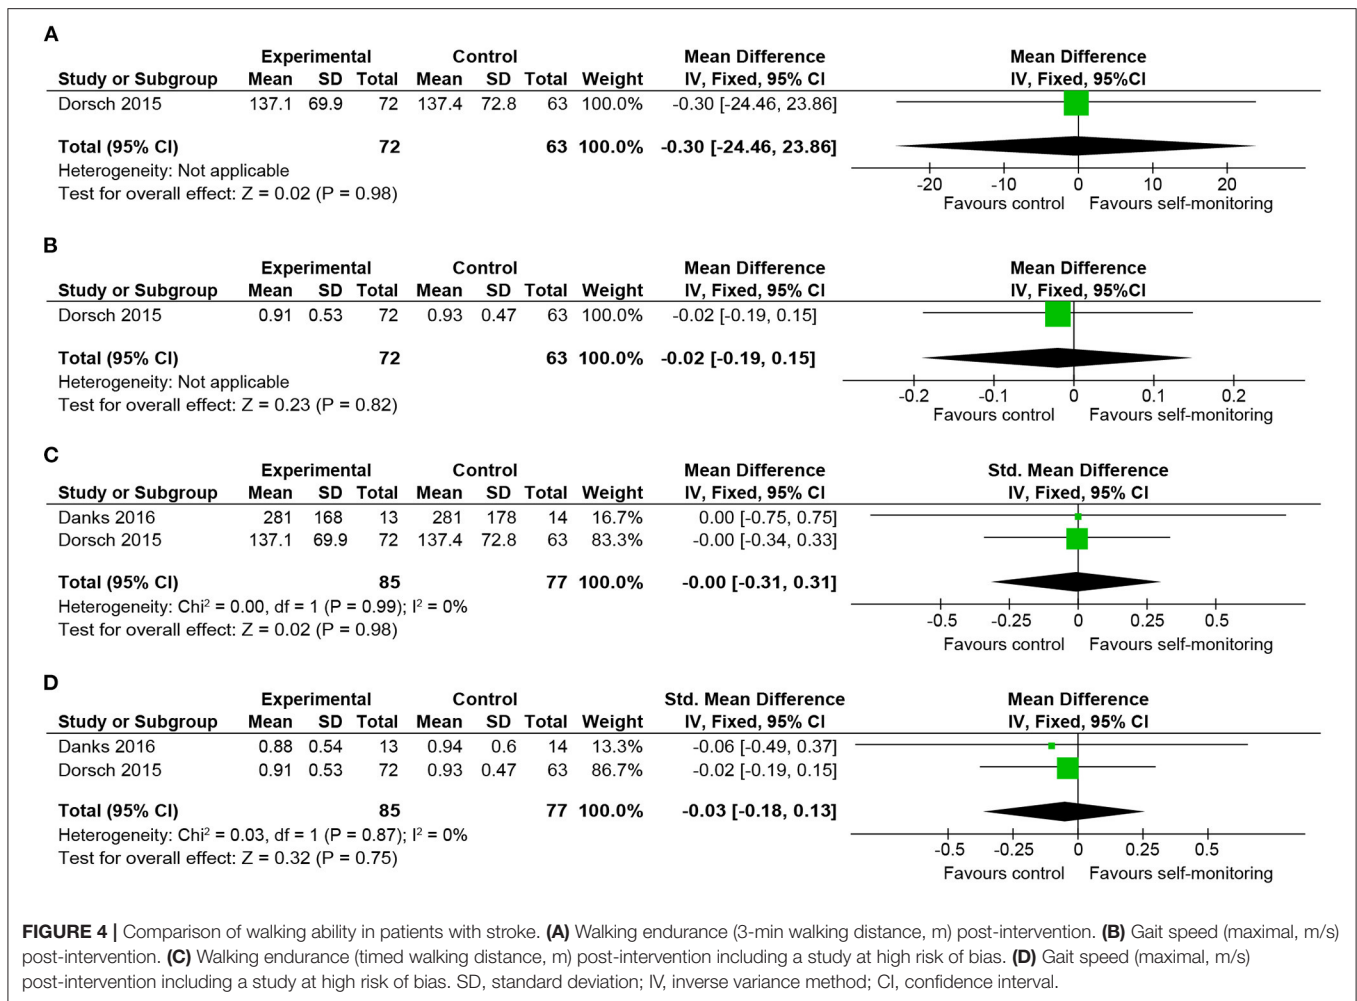 A
Experimental Control Mean Difference Mean Difference
Study or Subgroup Mean SD Total Mean SD Total Weight IV, Fixed, 95% CI IV, Fixed, 95%CI
Dorsch 2015 137.1 69.9 72 137.4 72.8 63 100.0% -0.30 [-24.46, 23.86]
Total (95% CI) 72 63 100.0% -0.30 [-24.46, 23.86]
Heterogeneity: Not applicable
Test for overall effect: Z = 0.02 (P = 0.98)
-20 -10 0 10 20
Favours control Favours self-monitoring
B
Experimental Control Mean Difference Mean Difference
Study or Subgroup Mean SD Total Mean SD Total Weight IV, Fixed, 95% CI IV, Fixed, 95%CI
Dorsch 2015 0.91 0.53 72 0.93 0.47 63 100.0% -0.02 [-0.19, 0.15]
Total (95% CI) 72 63 100.0% -0.02 [-0.19, 0.15]
Heterogeneity: Not applicable
Test for overall effect: Z = 0.23 (P = 0.82)
-0.2 -0.1 0 0.1 0.2
Favours control Favours self-monitoring
C
Experimental Control Mean Difference Std. Mean Difference
Study or Subgroup Mean SD Total Mean SD Total Weight IV, Fixed, 95% CI IV, Fixed, 95% CI
Danks 2016 281 168 13 281 178 14 16.7% 0.00 [-0.75, 0.75]
Dorsch 2015 137.1 69.9 72 137.4 72.8 63 83.3% -0.00 [-0.34, 0.33]
Total (95% CI) 85 77 100.0% -0.00 [-0.31, 0.31]
Heterogeneity: Chi² = 0.00, df = 1 (P = 0.99); I² = 0%
Test for overall effect: Z = 0.02 (P = 0.98)
-0.5 -0.25 0 0.25 0.5
Favours control Favours self-monitoring
D
Experimental Control Std. Mean Difference Mean Difference
Study or Subgroup Mean SD Total Mean SD Total Weight IV, Fixed, 95% CI IV, Fixed, 95% CI
Danks 2016 0.88 0.54 13 0.94 0.6 14 13.3% -0.06 [-0.49, 0.37]
Dorsch 2015 0.91 0.53 72 0.93 0.47 63 86.7% -0.02 [-0.19, 0.15]
Total (95% CI) 85 77 100.0% -0.03 [-0.18, 0.13]
Heterogeneity: Chi² = 0.03, df = 1 (P = 0.87); I² = 0%
Test for overall effect: Z = 0.32 (P = 0.75)
-0.5 -0.25 0 0.25 0.5
Favours control Favours self-monitoring
FIGURE 4 | Comparison of walking ability in patients with stroke. (A) Walking endurance (3-min walking distance, m) post-intervention. (B) Gait speed (maximal, m/s)
post-intervention. (C) Walking endurance (timed walking distance, m) post-intervention including a study at high risk of bias. (D) Gait speed (maximal, m/s)
post-intervention including a study at high risk of bias. SD, standard deviation; IV, inverse variance method; CI, confidence interval.